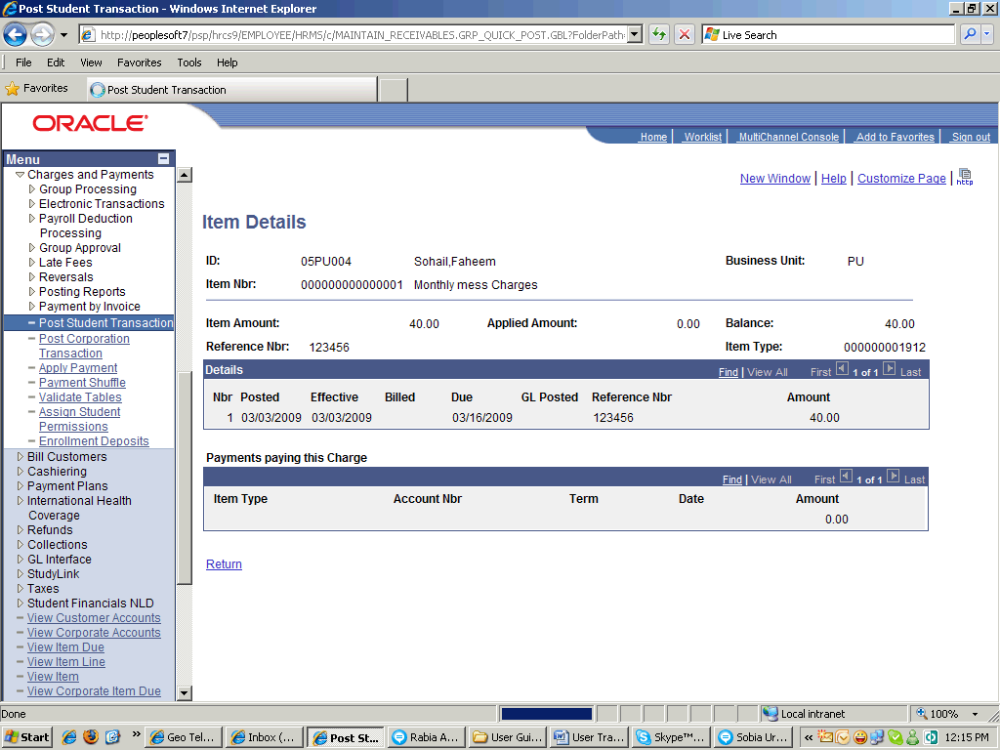 Post Student Transaction - Windows Internet Explorer
http://peoplesoft7/psp/hrcs9/EMPLOYEE/HRMS/c/MAINTAIN_RECEIVABLES.GRP_QUICK_POST.GBL?FolderPath=
Live Search
File Edit View Favorites Tools Help
Favorites Post Student Transaction
ORACLE®
Home Worklist MultiChannel Console Add to Favorites Sign out
Menu
Charges and Payments
Group Processing
Electronic Transactions
Payroll Deduction
Processing
Group Approval
Late Fees
Reversals
Posting Reports
Payment by Invoice
Post Student Transaction
Post Corporation
Transaction
Apply Payment
Payment Shuffle
Validate Tables
Assign Student
Permissions
Enrollment Deposits
Bill Customers
Cashiering
Payment Plans
International Health
Coverage
Refunds
Collections
GL Interface
StudyLink
Taxes
Student Financials NLD
View Customer Accounts
View Corporate Accounts
View Item Due
View Item Line
View Item
View Corporate Item Due
New Window | Help | Customize Page | http
Item Details
ID: 05PU004 Sohail,Faheem Business Unit: PU
Item Nbr: 000000000000001 Monthly mess Charges
Item Amount: 40.00 Applied Amount: 0.00 Balance: 40.00
Reference Nbr: 123456 Item Type: 000000001912
Details Find | View All First 1 of 1 Last
Nbr Posted Effective Billed Due GL Posted Reference Nbr Amount
1 03/03/2009 03/03/2009 03/16/2009 123456 40.00
Payments paying this Charge
Find | View All First 1 of 1 Last
Item Type Account Nbr Term Date Amount
0.00
Return
Done Local intranet 100%
Start » Geo Tel... Inbox (... Post St... Rabia A... User Gui... User Tra... Skype™... Sobia Ur... « 12:15 PM